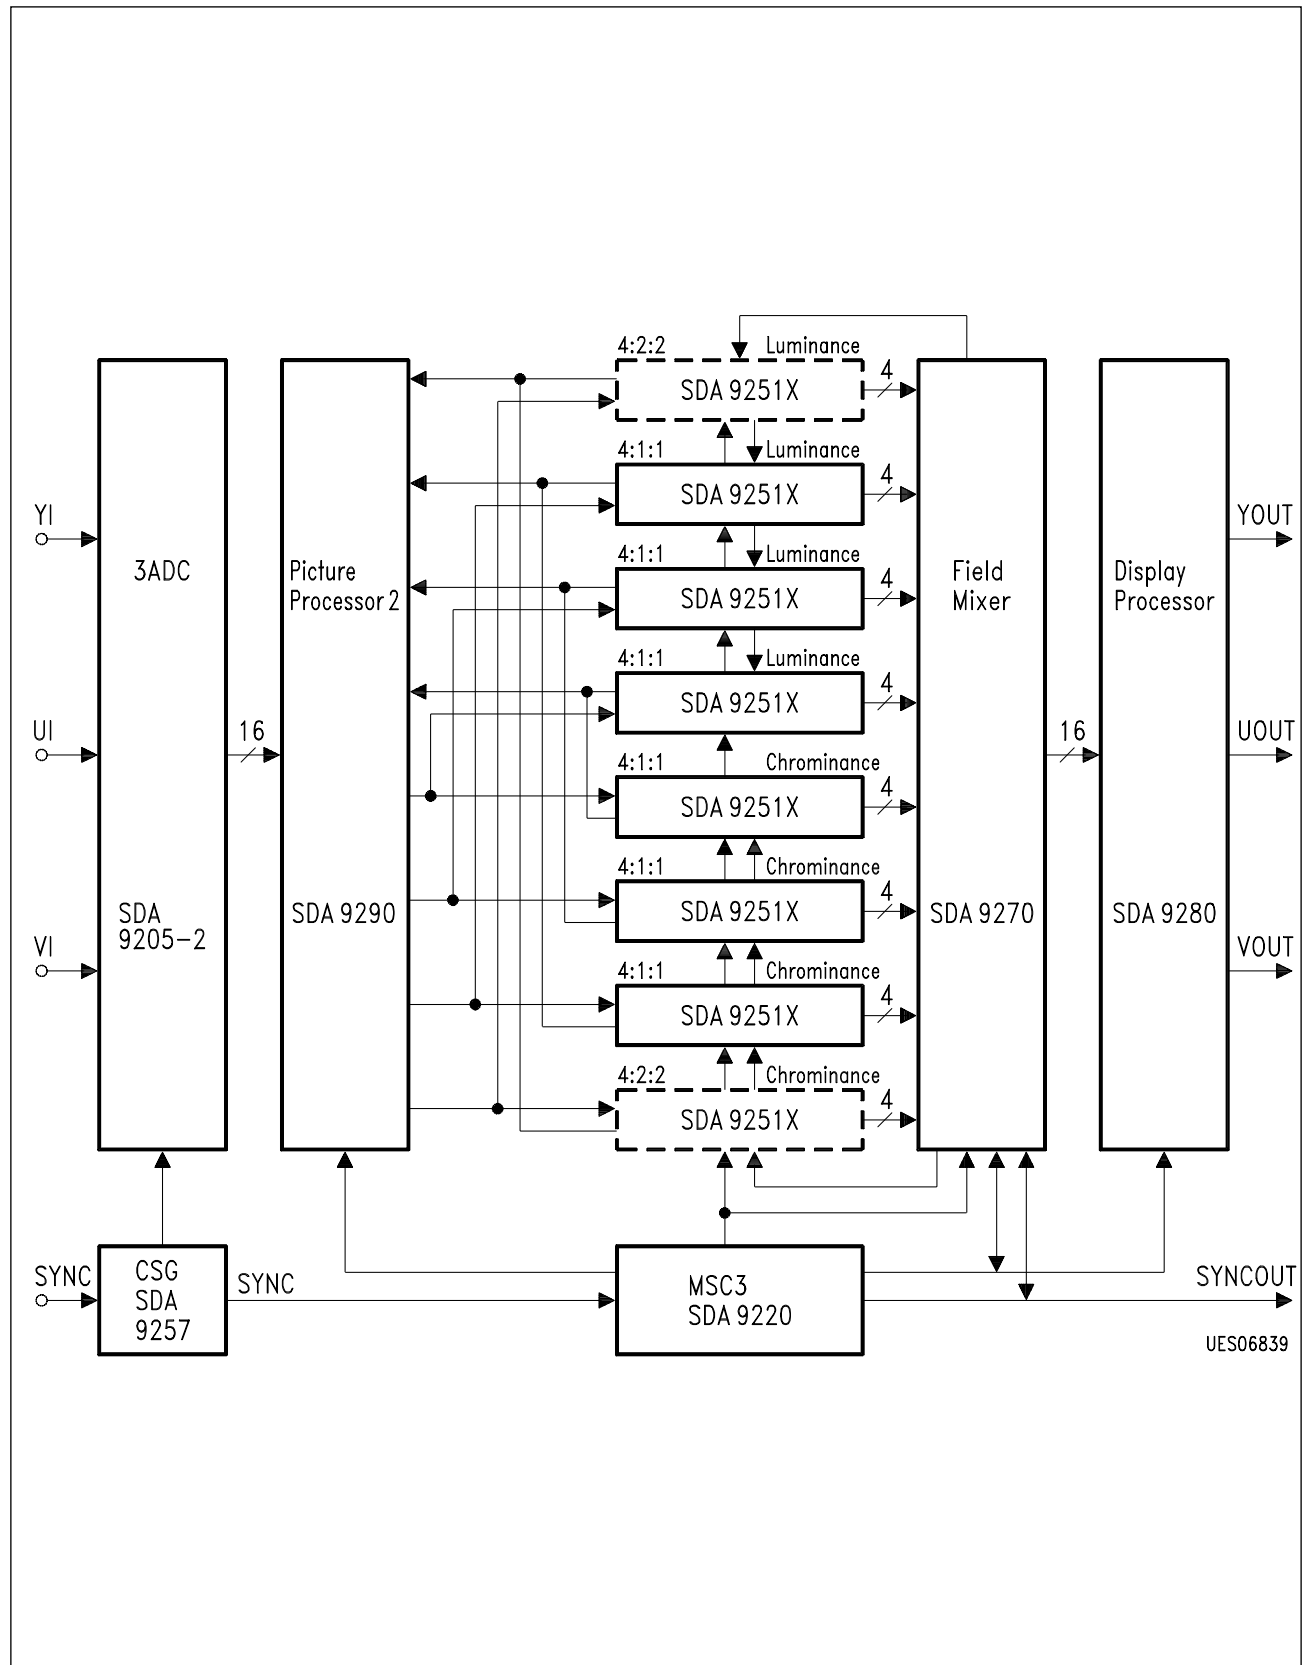 4:2:2 Luminance
SDA 9251X
4
4:1:1 Luminance
SDA 9251X
4
4:1:1 Luminance
SDA 9251X
4
4:1:1 Luminance
SDA 9251X
4
4:1:1 Chrominance
SDA 9251X
4
4:1:1 Chrominance
SDA 9251X
4
4:1:1 Chrominance
SDA 9251X
4
4:2:2 Chrominance
SDA 9251X
4
YI
UI
VI
3ADC
SDA
9205-2
16
Picture
Processor 2
SDA 9290
Field
Mixer
SDA 9270
16
Display
Processor
SDA 9280
YOUT
UOUT
VOUT
SYNC
CSG
SDA
9257
SYNC
MSC3
SDA 9220
SYNCOUT
UES06839